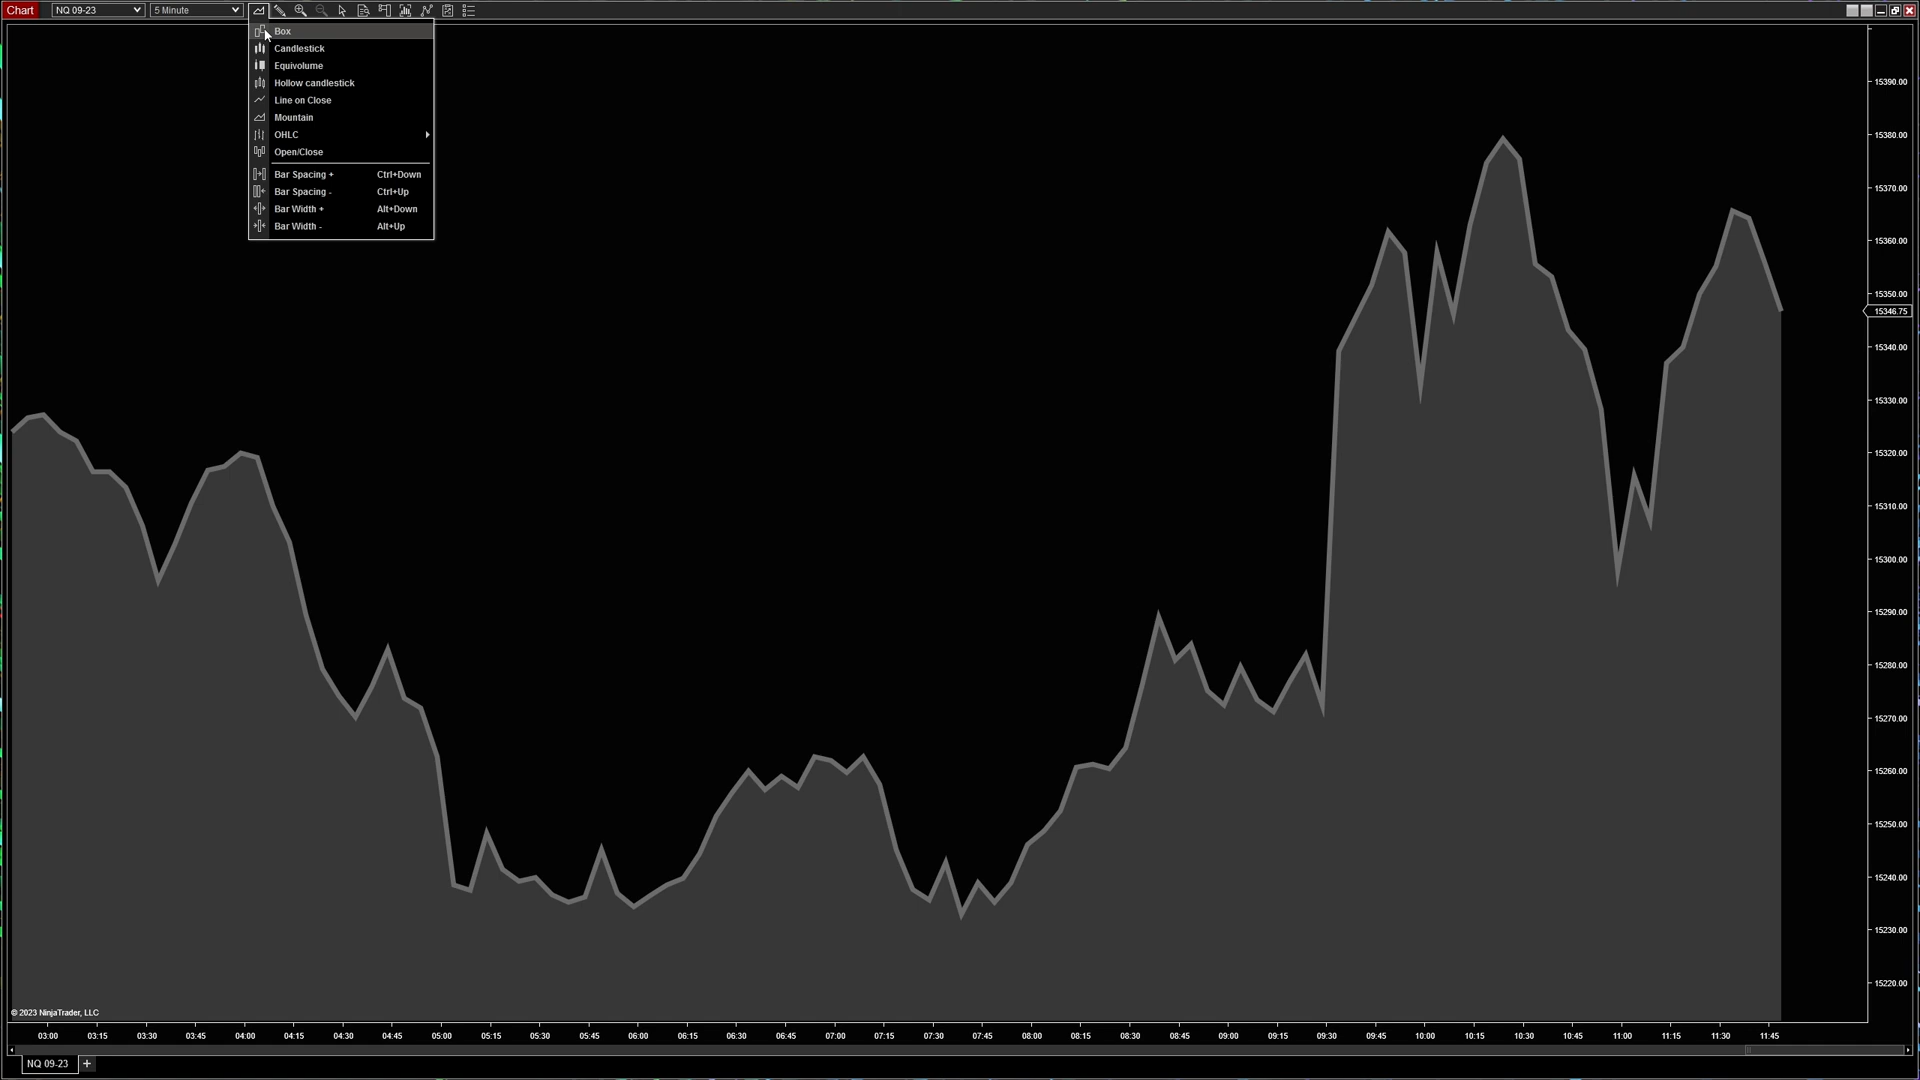 Chart NQ 09-23 5 Minute
Box
Candlestick
Equivolume
Hollow candlestick
Line on Close
Mountain
OHLC
Open/Close
Bar Spacing + Ctrl+Down
Bar Spacing - Ctrl+Up
Bar Width + Alt+Down
Bar Width - Alt+Up
15390.00
15380.00
15370.00
15360.00
15350.00
15346.75
15340.00
15330.00
15320.00
15310.00
15300.00
15290.00
15280.00
15270.00
15260.00
15250.00
15240.00
15230.00
15220.00
© 2023 NinjaTrader, LLC
03:00 03:15 03:30 03:45 04:00 04:15 04:30 04:45 05:00 05:15 05:30 05:45 06:00 06:15 06:30 06:45 07:00 07:15 07:30 07:45 08:00 08:15 08:30 08:45 09:00 09:15 09:30 09:45 10:00 10:15 10:30 10:45 11:00 11:15 11:30 11:45
NQ 09-23 +